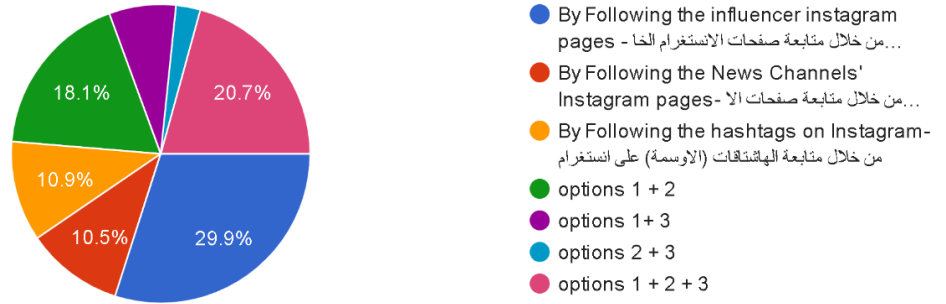 18.1%
20.7%
10.9%
10.5%
29.9%
By Following the influencer instagram
pages - من خلال متابعة صفحات الانستغرام الخا...
By Following the News Channels'
Instagram pages- من خلال متابعة صفحات الا...
By Following the hashtags on Instagram-
من خلال متابعة الهاشتاقات (الاوسمة) على انستغرام
options 1 + 2
options 1+ 3
options 2 + 3
options 1 + 2 + 3